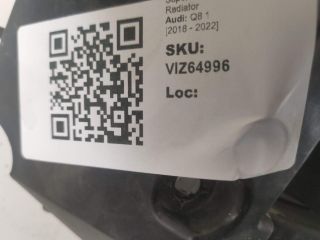 Radiator
Audi: Q8 1
[2018 - 2022]
SKU:
VIZ64996
Loc: